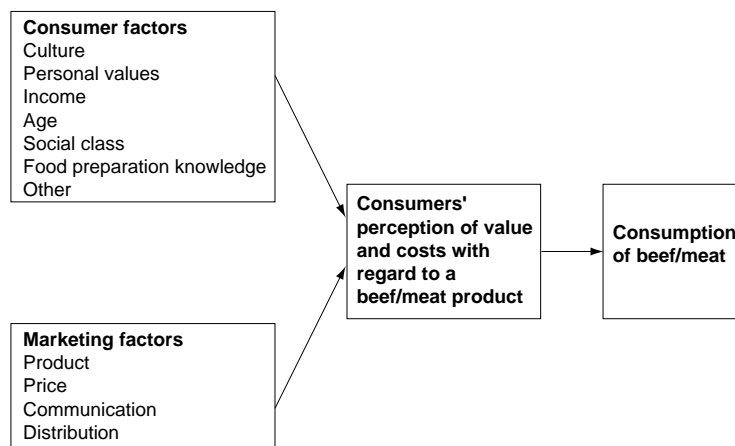 Consumer factors
Culture
Personal values
Income
Age
Social class
Food preparation knowledge
Other
Consumers'
perception of value
and costs with
regard to a
beef/meat product
Consumption
of beef/meat
Marketing factors
Product
Price
Communication
Distribution